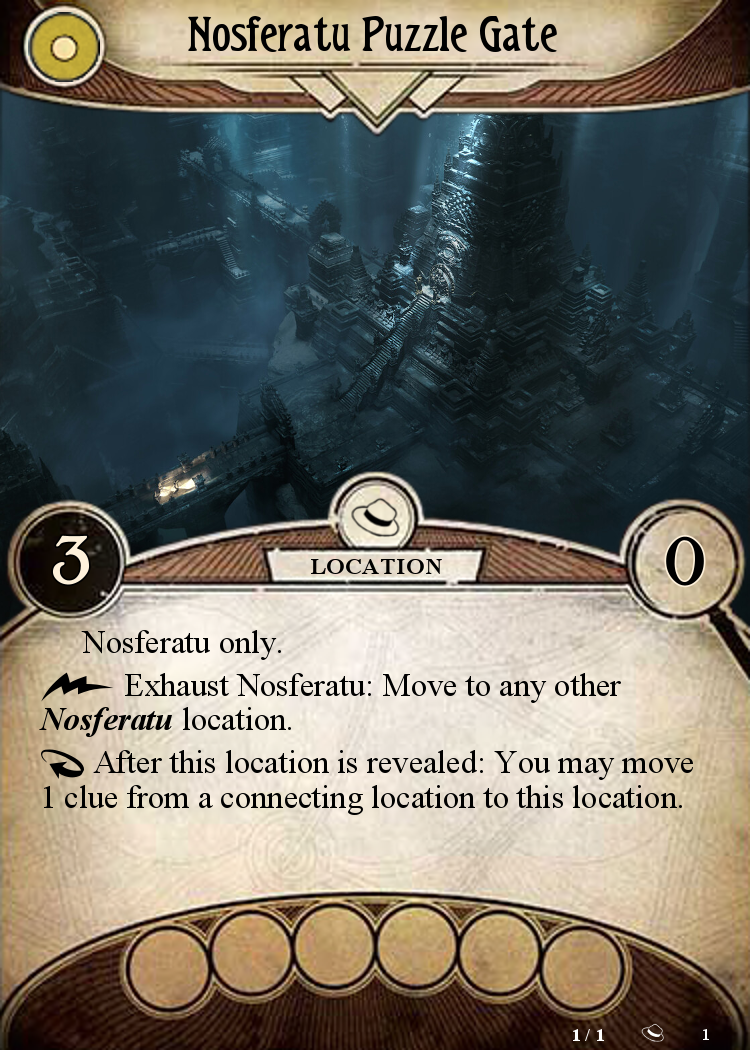 Nosferatu Puzzle Gate
3
LOCATION
0
Nosferatu only.
Exhaust Nosferatu: Move to any other
Nosferatu location.
After this location is revealed: You may move
1 clue from a connecting location to this location.
1 / 1
1